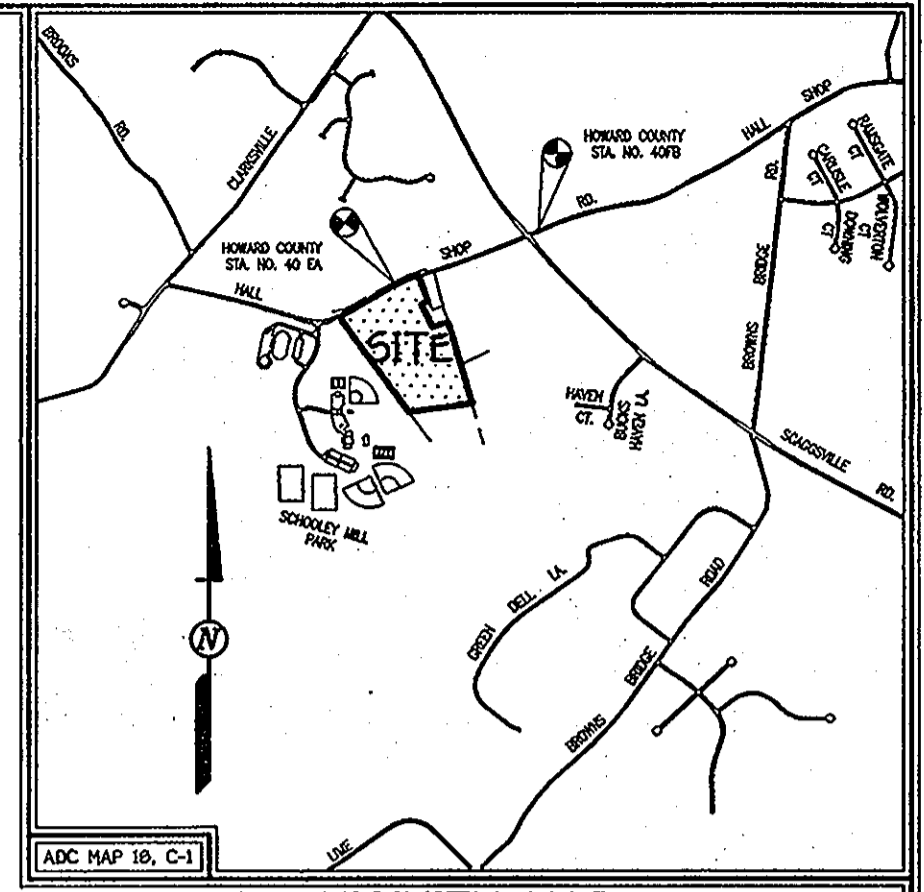 BROOKS
RD.
CLARKSVILLE
HALL
SHOP
RD.
HOWARD COUNTY
STA. NO. 40FB
HOWARD COUNTY
STA. NO. 40 EA
HALL
SHOP
SITE
RAMSGATE
CT
CARLISLE
CT
WOLVERTON
CT
DOWNING
CT
RD.
BRIDGE
BROWNS
HAVEN
CT.
BUCKS
HAVEN LA.
SCAGGSVILLE
RD.
SCHOOLEY MILL
PARK
N
GREEN
DELL
LA.
ROAD
BRIDGE
BROWNS
LIME
ADC MAP 18, C-1